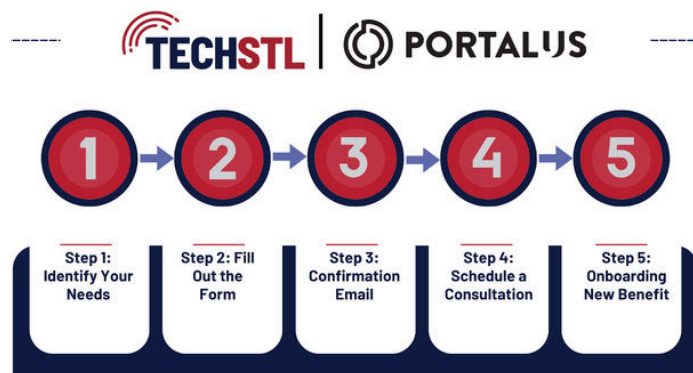 TECHSTL | PORTALUS
1 2 3 4 5
Step 1:
Identify Your
Needs
Step 2: Fill
Out the
Form
Step 3:
Confirmation
Email
Step 4:
Schedule a
Consultation
Step 5:
Onboarding
New Benefit